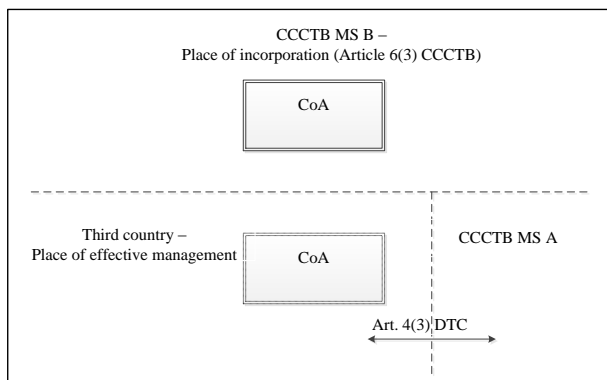 CCCTB MS B –
Place of incorporation (Article 6(3) CCCTB)
CoA
Third country –
Place of effective management
CoA
CCCTB MS A
Art. 4(3) DTC